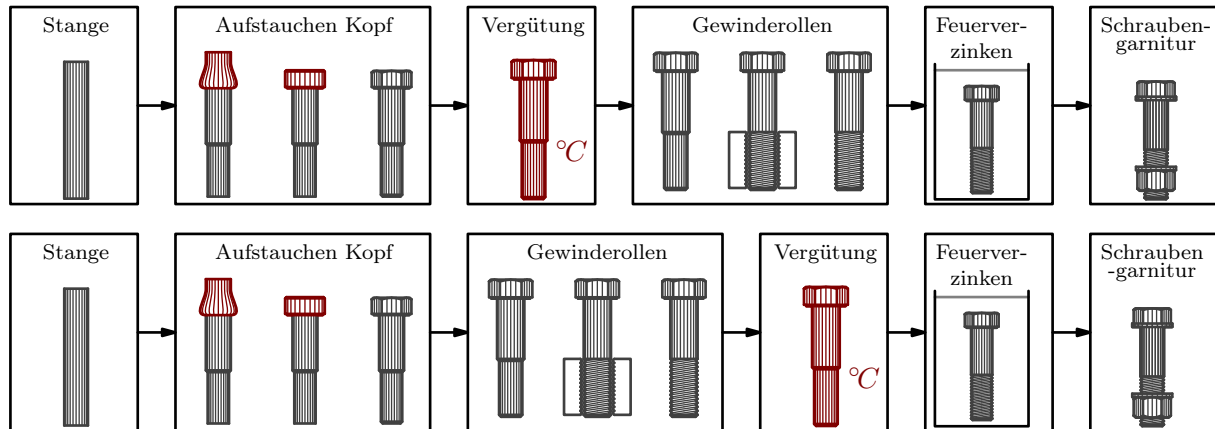 Stange
Aufstauchen Kopf
Vergütung
Gewinderollen
Feuerver-
zinken
Schrauben-
garnitur
°C
Stange
Aufstauchen Kopf
Gewinderollen
Vergütung
Feuerver-
zinken
Schrauben
-garnitur
°C